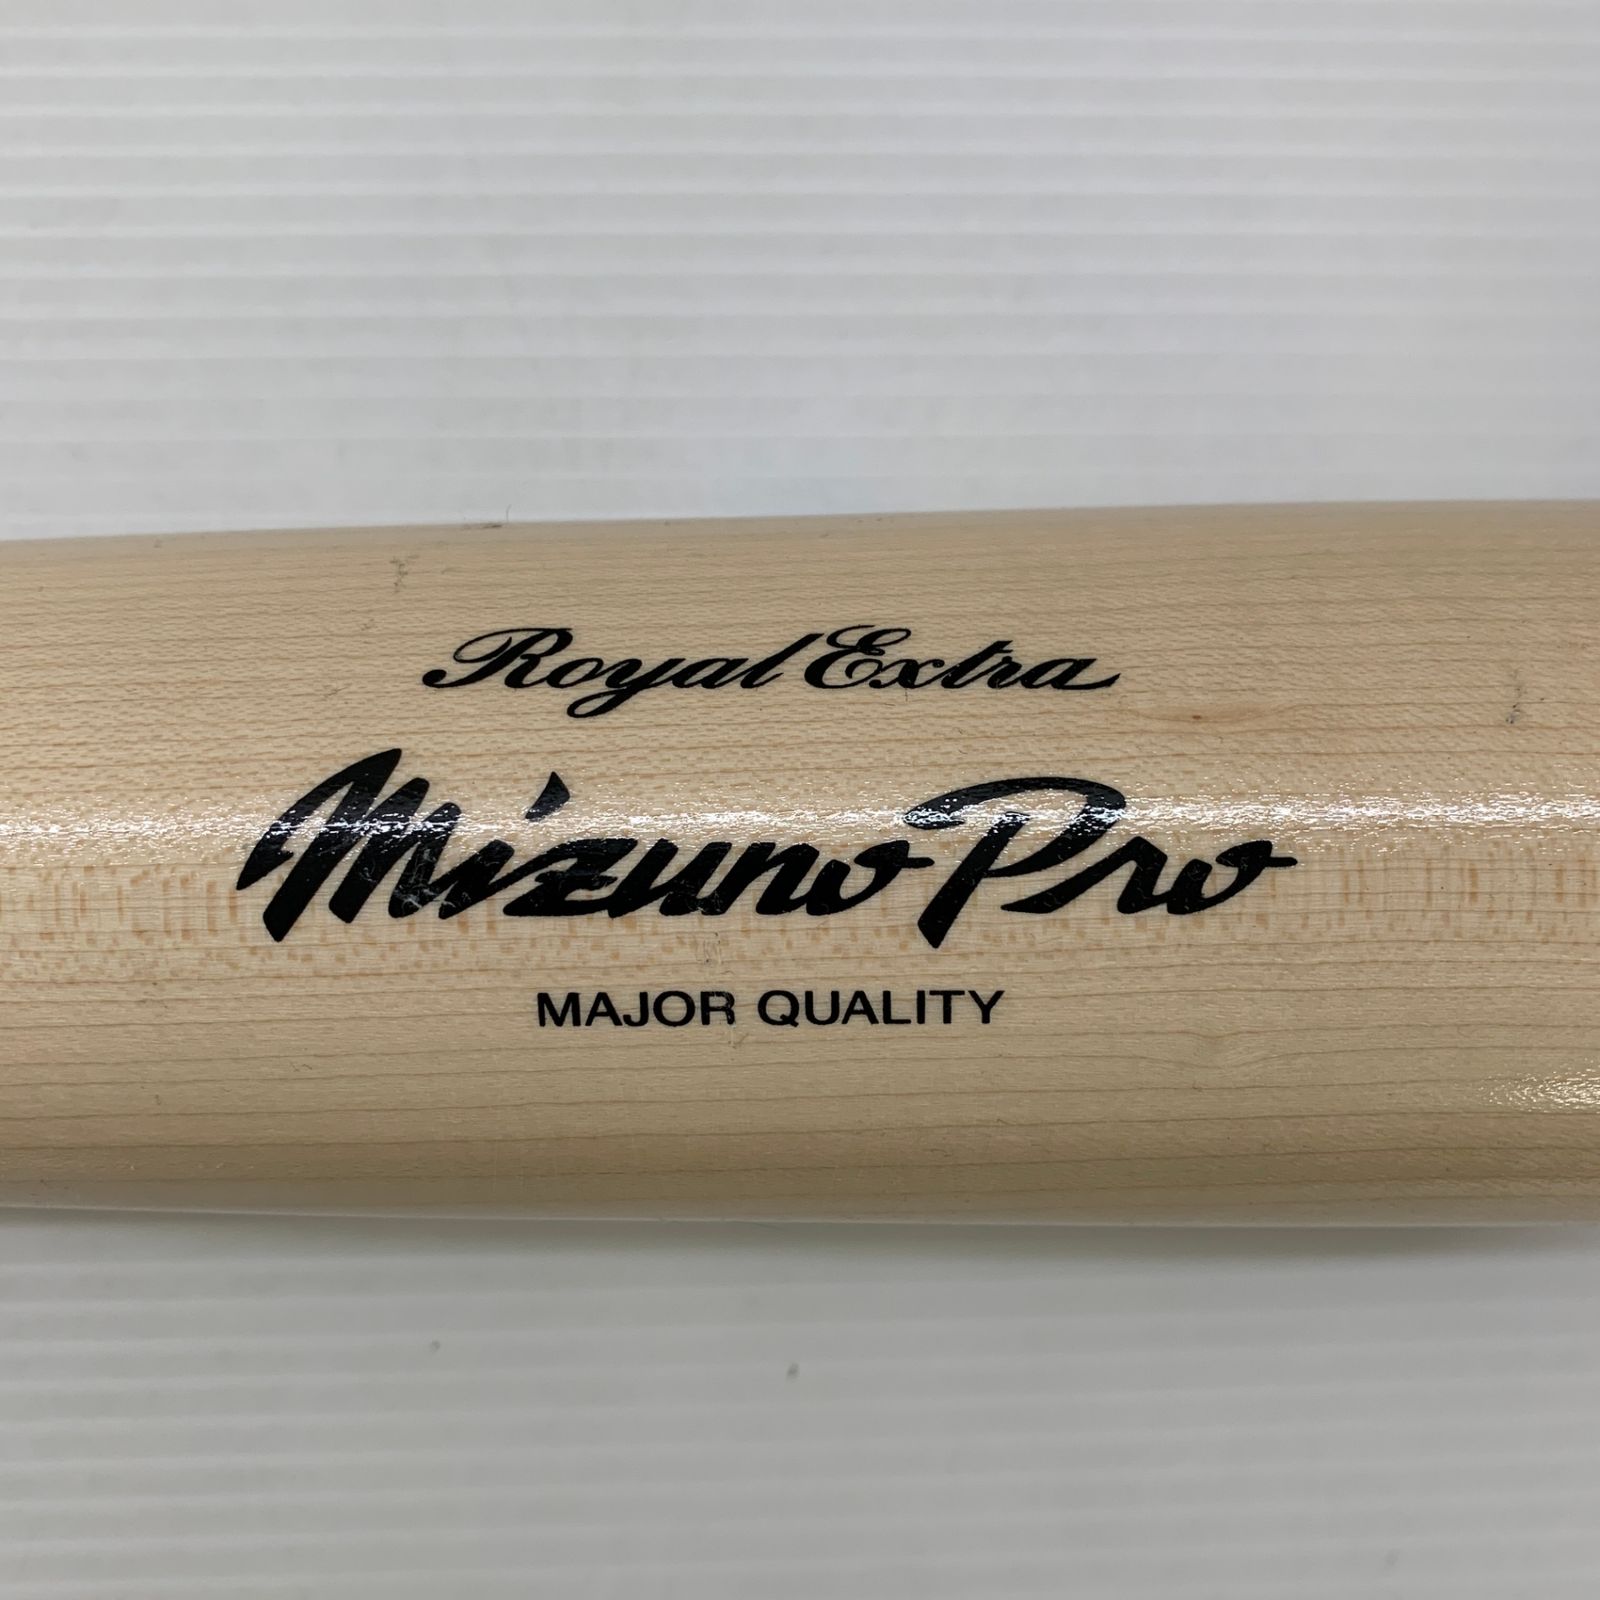 Royal Extra
Mizuno Pro
MAJOR QUALITY